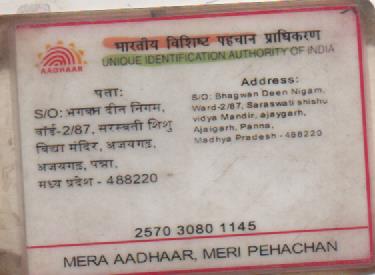 भारतीय विशिष्ट पहचान प्राधिकरण
UNIQUE IDENTIFICATION AUTHORITY OF INDIA
AADHAAR
पता:
S/O: भगवान दीन निगम,
वॉर्ड-2/87, सरस्वती शिशु
विद्या मंदिर, अजयगढ़,
अजयगढ़, पन्ना,
मध्य प्रदेश - 488220
Address:
S/O: Bhagwan Deen Nigam,
Ward-2/87, Saraswati shishu
vidya Mandir, ajaygarh,
Ajaigarh, Panna,
Madhya Pradesh - 488220
2570 3080 1145
MERA AADHAAR, MERI PEHACHAN